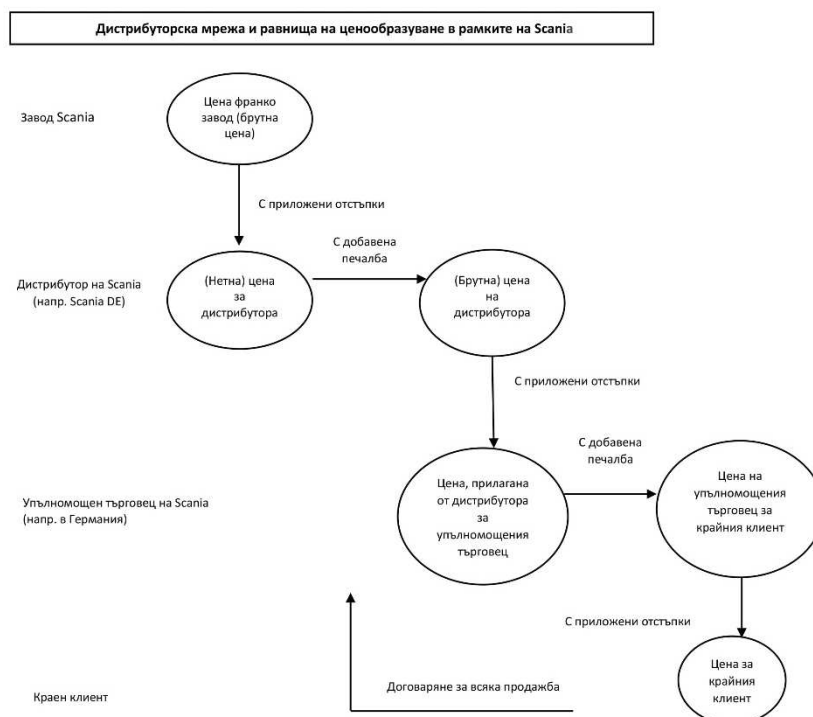 Дистрибуторска мрежа и равнища на ценообразуване в рамките на Scania
Завод Scania
Цена франко
завод (брутна
цена)
С приложени отстъпки
С добавена
печалба
Дистрибутор на Scania
(напр. Scania DE)
(Нетна) цена
за
дистрибутора
(Брутна) цена
на
дистрибутора
С приложени отстъпки
С добавена
печалба
Упълномощен търговец на Scania
(напр. в Германия)
Цена, прилагана
от дистрибутора
за
упълномощения
търговец
Цена на
упълномощения
търговец за
крайния клиент
С приложени отстъпки
Краен клиент
Договаряне за всяка продажба
Цена за
крайния
клиент